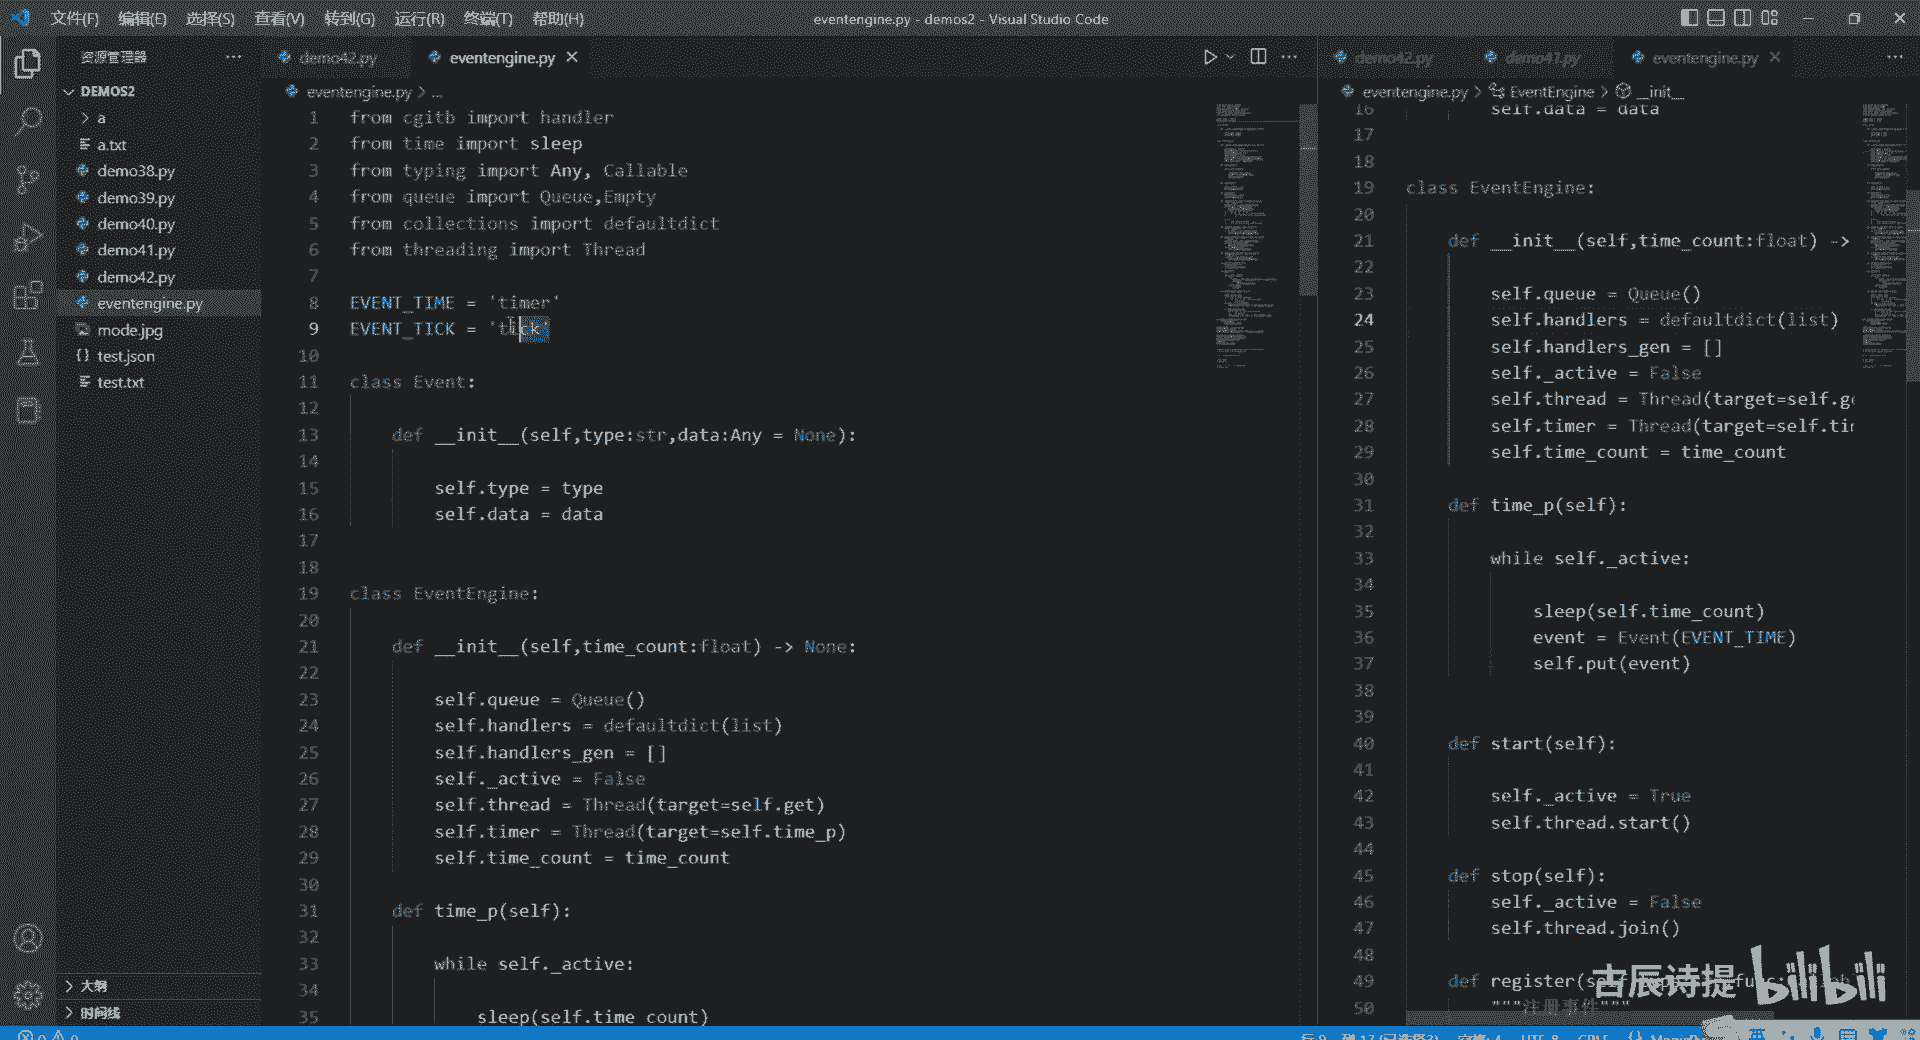 文件(F) 编辑(E) 选择(S) 查看(V) 转到(G) 运行(R) 终端(T) 帮助(H)
eventengine.py - demos2 - Visual Studio Code
资源管理器
DEMOS2
a
a.txt
demo38.py
demo39.py
demo40.py
demo41.py
demo42.py
eventengine.py
mode.jpg
test.json
test.txt
大纲
时间线
demo42.py eventengine.py
eventengine.py > ...
1 from cgitb import handler
2 from time import sleep
3 from typing import Any, Callable
4 from queue import Queue,Empty
5 from collections import defaultdict
6 from threading import Thread
7
8 EVENT_TIME = 'timer'
9 EVENT_TICK = 'tick'
10
11 class Event:
12
13 def __init__(self,type:str,data:Any = None):
14
15 self.type = type
16 self.data = data
17
18
19 class EventEngine:
20
21 def __init__(self,time_count:float) -> None:
22
23 self.queue = Queue()
24 self.handlers = defaultdict(list)
25 self.handlers_gen = []
26 self._active = False
27 self.thread = Thread(target=self.get)
28 self.timer = Thread(target=self.time_p)
29 self.time_count = time_count
30
31 def time_p(self):
32
33 while self._active:
34
35 sleep(self.time_count)
demo42.py demo41.py eventengine.py
eventengine.py > EventEngine > __init__
16 self.data = data
17
18
19 class EventEngine:
20
21 def __init__(self,time_count:float) ->
22
23 self.queue = Queue()
24 self.handlers = defaultdict(list)
25 self.handlers_gen = []
26 self._active = False
27 self.thread = Thread(target=self.ge
28 self.timer = Thread(target=self.tim
29 self.time_count = time_count
30
31 def time_p(self):
32
33 while self._active:
34
35 sleep(self.time_count)
36 event = Event(EVENT_TIME)
37 self.put(event)
38
39
40 def start(self):
41
42 self._active = True
43 self.thread.start()
44
45 def stop(self):
46 self._active = False
47 self.thread.join()
48
49 def register(
50 """注册事件"""
古辰诗提 bilibili